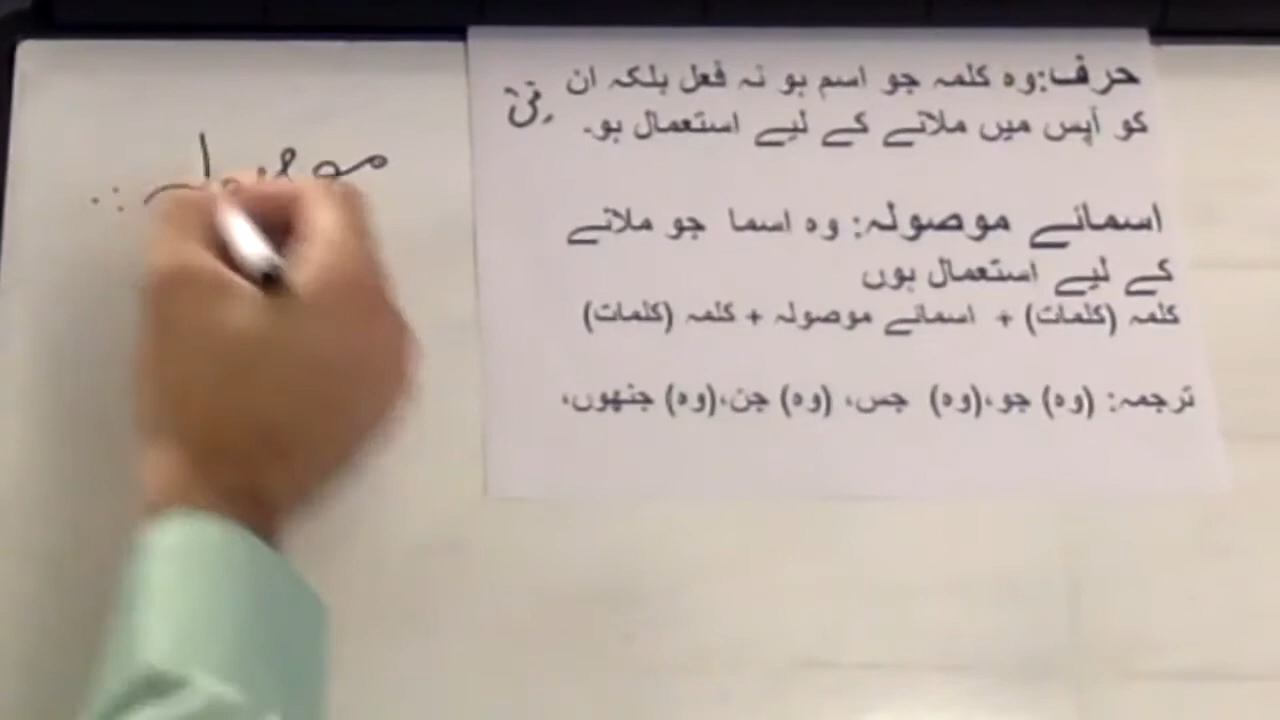 حرف:وہ کلمہ جو اسم ہو نہ فعل بلکہ ان
کو آپس میں ملانے کے لیے استعمال ہو۔
اسمائے موصولہ: وہ اسما جو ملانے
کے لیے استعمال ہوں
کلمہ (کلمات) + اسمائے موصولہ + کلمہ (کلمات)
ترجمہ: (وہ) جو،(وہ) جس، (وہ) جن،(وہ) جنھوں،